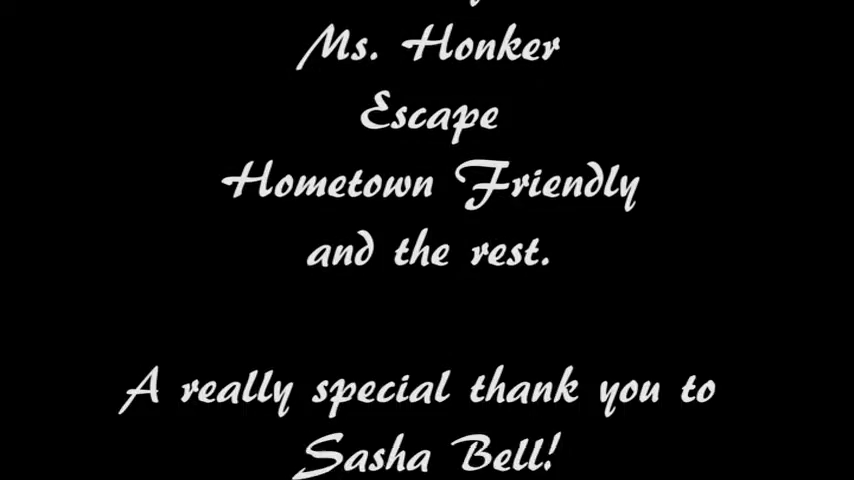 Ms. Honker
Escape
Hometown Friendly
and the rest.
A really special thank you to
Sasha Bell!